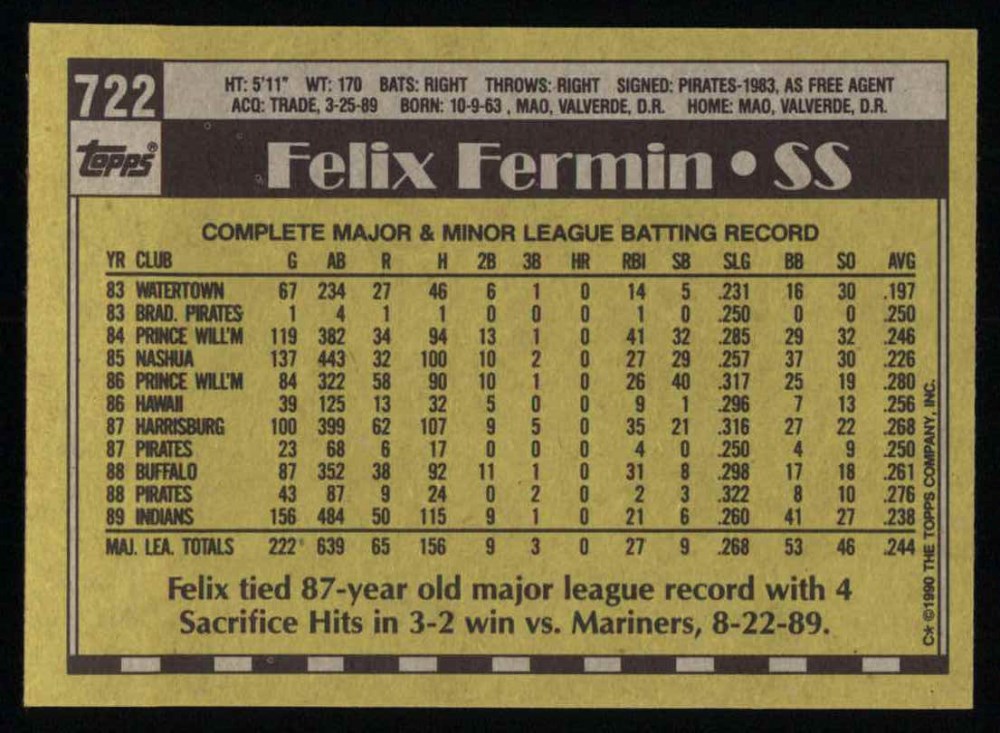 722
HT: 5'11" WT: 170 BATS: RIGHT THROWS: RIGHT SIGNED: PIRATES-1983, AS FREE AGENT
ACQ: TRADE, 3-25-89 BORN: 10-9-63 , MAO, VALVERDE, D.R. HOME: MAO, VALVERDE, D.R.
topps®
Felix Fermin • SS
COMPLETE MAJOR & MINOR LEAGUE BATTING RECORD
YR CLUB G AB R H 2B 3B HR RBI SB SLG BB SO AVG
83 WATERTOWN 67 234 27 46 6 1 0 14 5 .231 16 30 .197
83 BRAD. PIRATES 1 4 1 1 0 0 0 1 0 .250 0 0 .250
84 PRINCE WILL'M 119 382 34 94 13 1 0 41 32 .285 29 32 .246
85 NASHUA 137 443 32 100 10 2 0 27 29 .257 37 30 .226
86 PRINCE WILL'M 84 322 58 90 10 1 0 26 40 .317 25 19 .280
86 HAWAII 39 125 13 32 5 0 0 9 1 .296 7 13 .256
87 HARRISBURG 100 399 62 107 9 5 0 35 21 .316 27 22 .268
87 PIRATES 23 68 6 17 0 0 0 4 0 .250 4 9 .250
88 BUFFALO 87 352 38 92 11 1 0 31 8 .298 17 18 .261
88 PIRATES 43 87 9 24 0 2 0 2 3 .322 8 10 .276
89 INDIANS 156 484 50 115 9 1 0 21 6 .260 41 27 .238
MAJ. LEA. TOTALS 222 639 65 156 9 3 0 27 9 .268 53 46 .244
Felix tied 87-year old major league record with 4
Sacrifice Hits in 3-2 win vs. Mariners, 8-22-89.
C* ©1990 THE TOPPS COMPANY, INC.